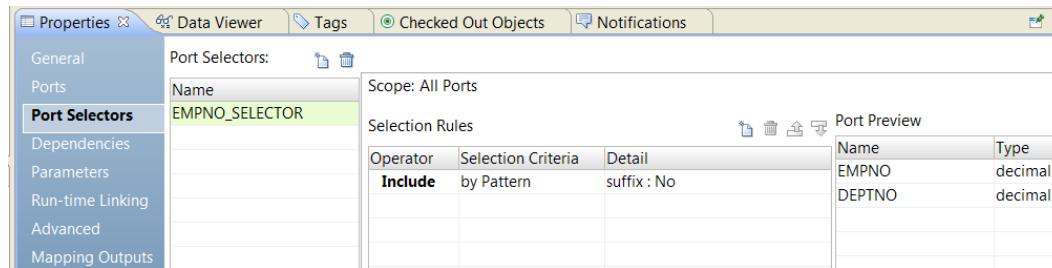 Properties Data Viewer Tags Checked Out Objects Notifications
General
Ports
Port Selectors
Dependencies
Parameters
Run-time Linking
Advanced
Mapping Outputs
Port Selectors:
Name
EMPNO_SELECTOR
Scope: All Ports
Selection Rules
Operator Selection Criteria Detail
Include by Pattern suffix : No
Port Preview
Name Type
EMPNO decimal
DEPTNO decimal